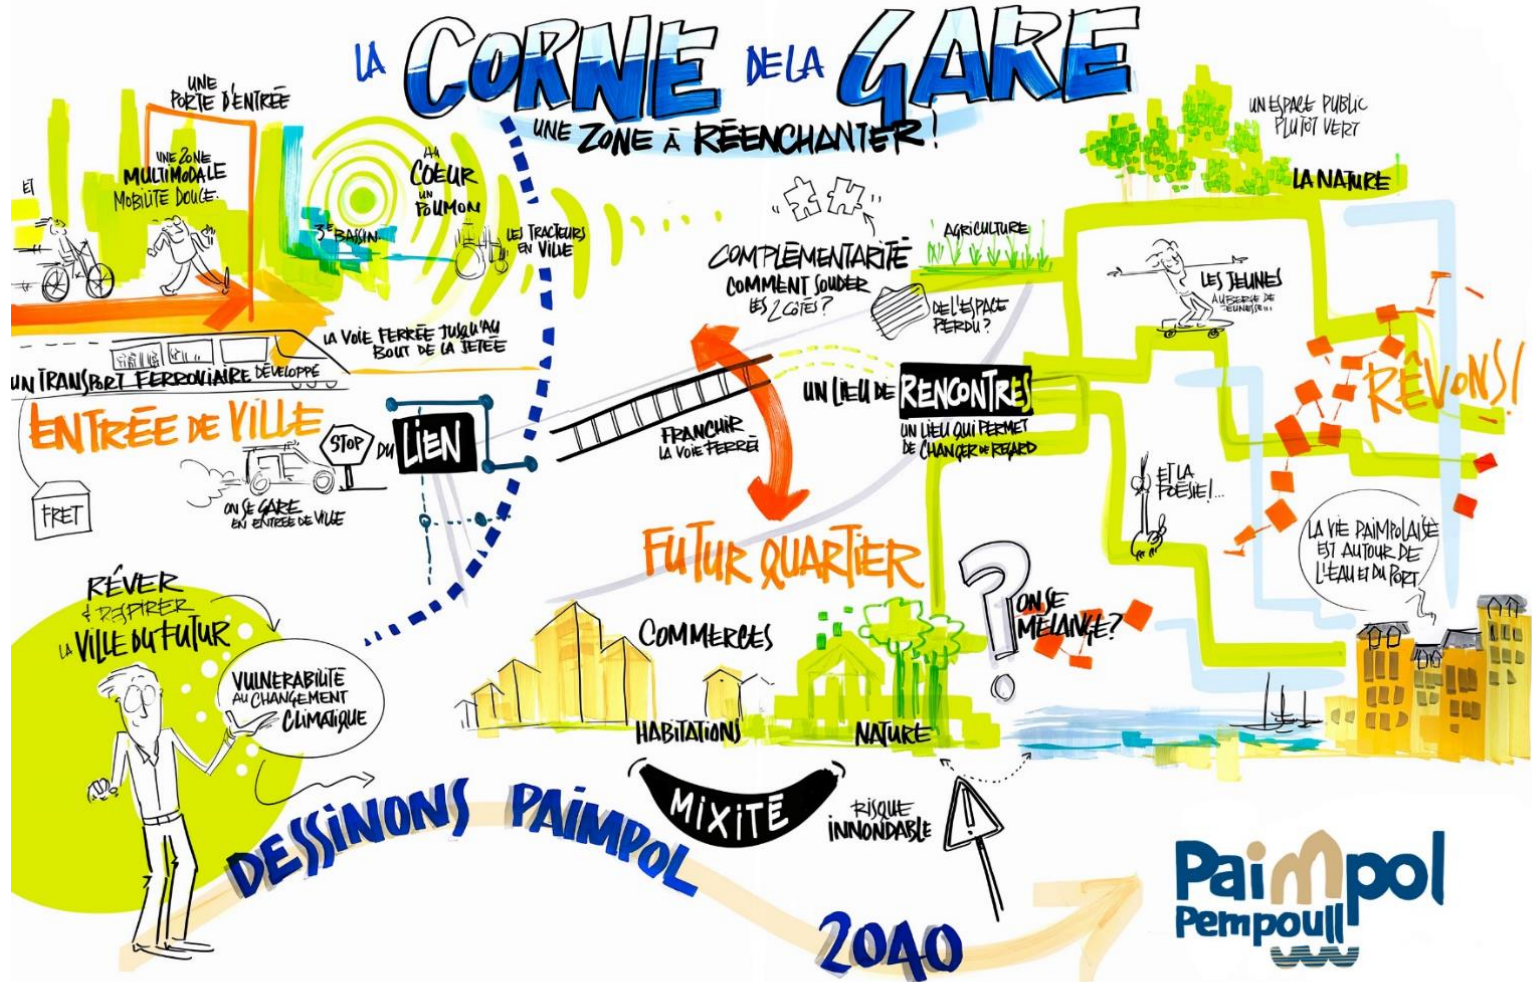 LA CORNE DE LA GARE
UNE ZONE À RÉENCHANTER !
UNE
PORTE D'ENTRÉE
ET
UNE ZONE
MULTIMODALE
MOBILITÉ DOUCE.
AU
COEUR
UN
POUMON
3E BASSIN
LES TRACTEURS
EN VILLE
LA VOIE FERRÉE JUSQU'AU
BOUT DE LA JETÉE
UN TRANSPORT FERROVIAIRE DÉVELOPPÉ
ENTRÉE DE VILLE
FRET
STOP
ON SE GARE
EN ENTRÉE DE VILLE
DU LIEN
COMPLÉMENTARITÉ
COMMENT SOUDER
LES 2 CÔTÉS ?
AGRICULTURE
DE L'ESPACE
PERDU ?
UN ESPACE PUBLIC
PLUTÔT VERT
LA NATURE
LES JEUNES
AUBERGE DE
JEUNESSE...
RÊVONS !
FRANCHIR
LA VOIE FERRÉE
UN LIEU DE RENCONTRES
UN LIEU QUI PERMET
DE CHANGER DE REGARD
ET LA
POÉSIE !...
LA VIE PAIMPOLAISE
EST AUTOUR DE
L'EAU ET DU PORT
FUTUR QUARTIER
COMMERCES
HABITATIONS
NATURE
?
ON SE
MÉLANGE ?
MIXITÉ
RISQUE
INNONDABLE
!
RÊVER
& RESPIRER
LA VILLE DU FUTUR
VULNERABILITÉ
AU CHANGEMENT
CLIMATIQUE
DESSINONS PAIMPOL
2040
Paimpol
Pempoull